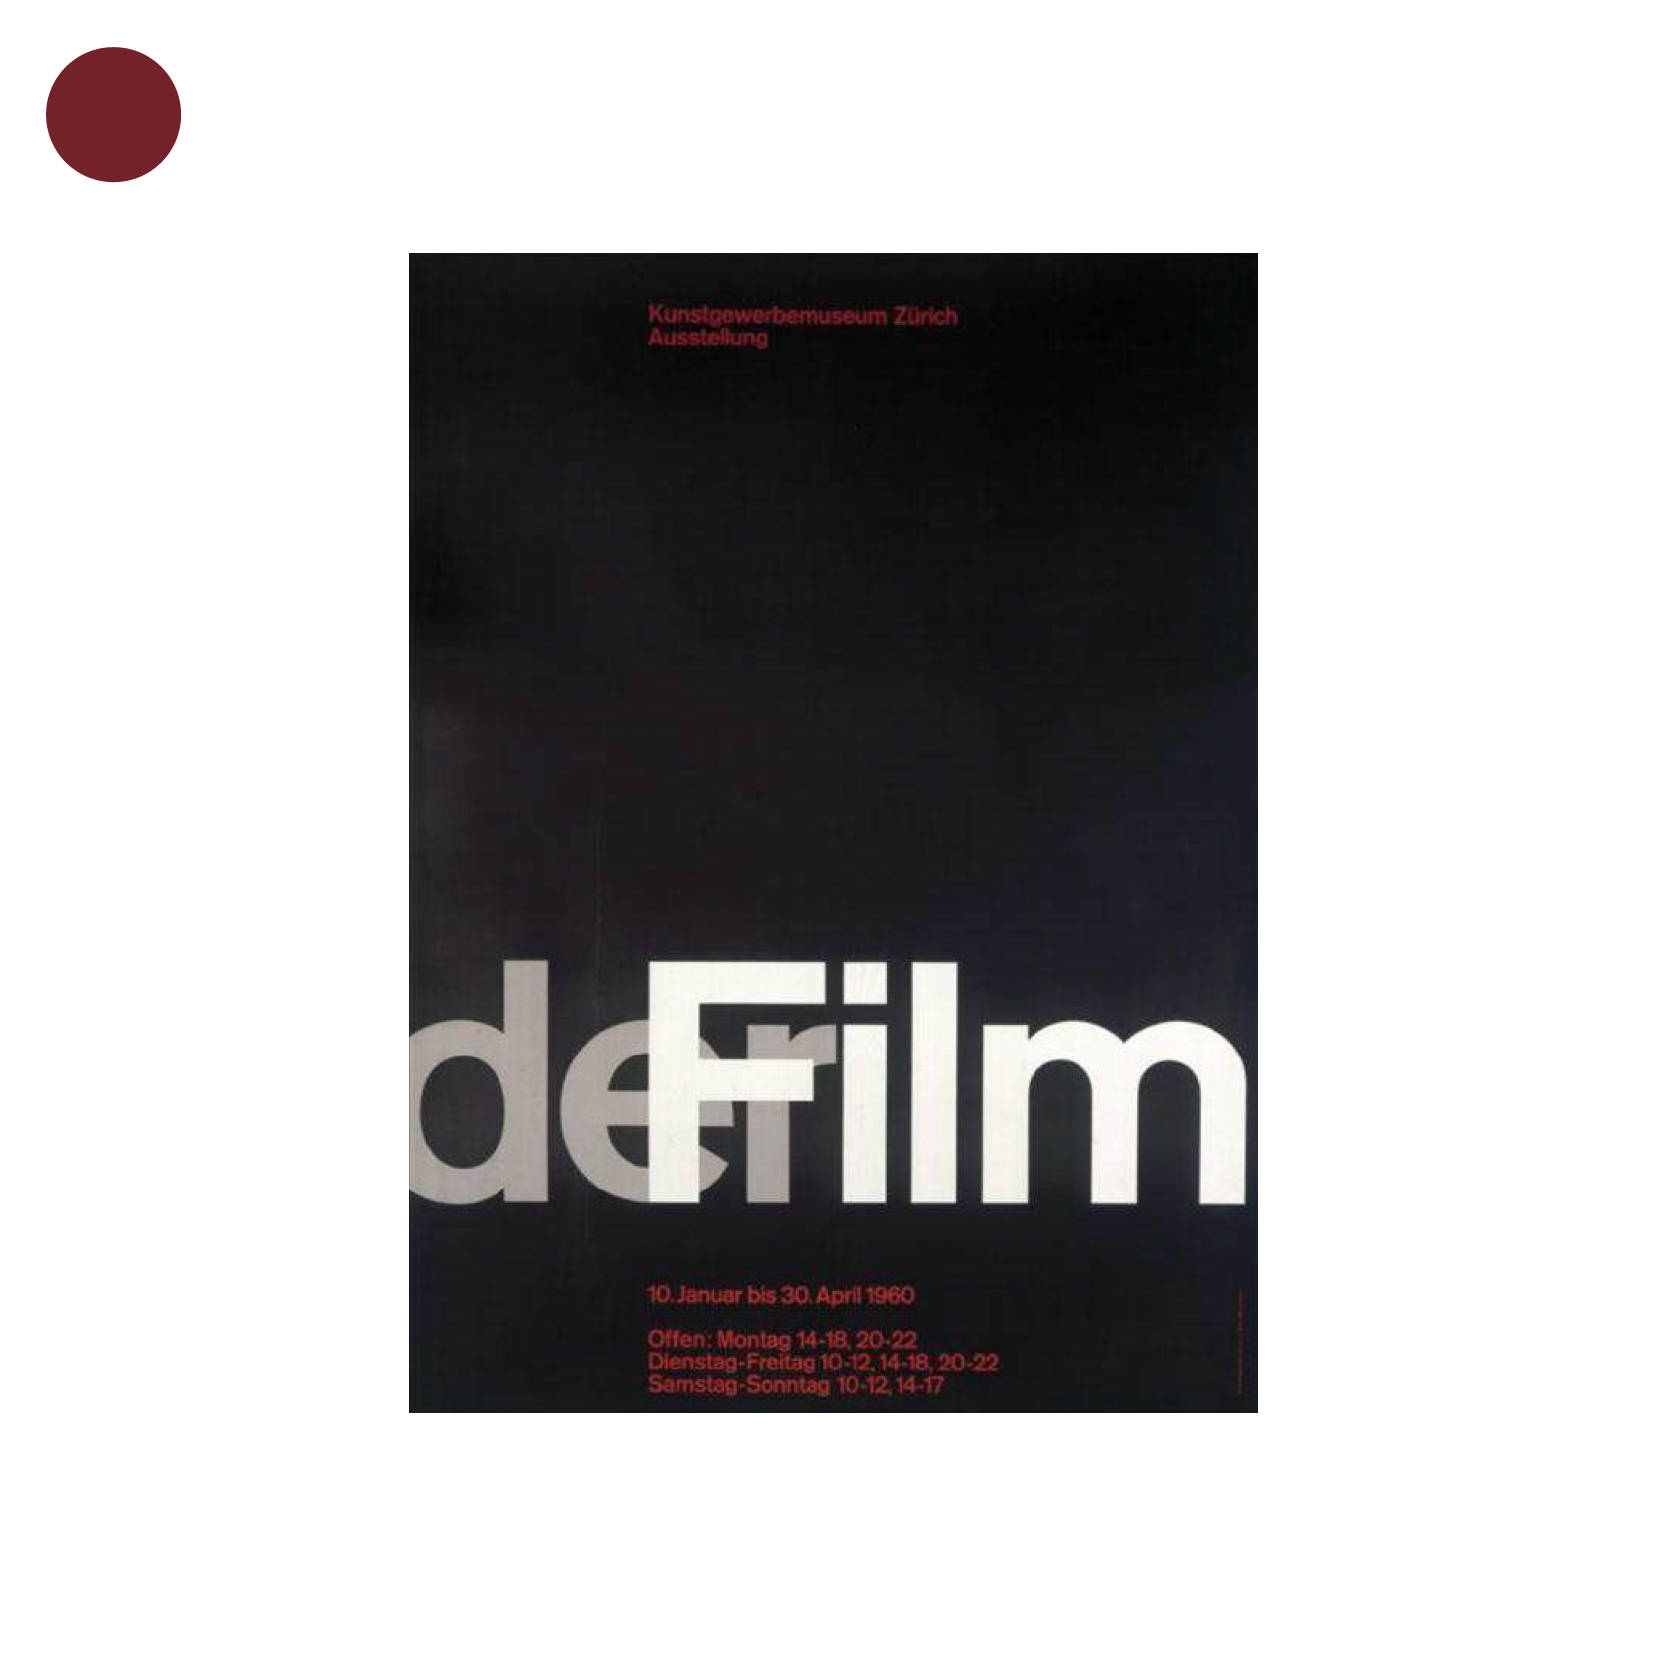 Kunstgewerbemuseum Zürich
Ausstellung
der Film
10. Januar bis 30. April 1960
Offen: Montag 14-18, 20-22
Dienstag-Freitag 10-12, 14-18, 20-22
Samstag-Sonntag 10-12, 14-17